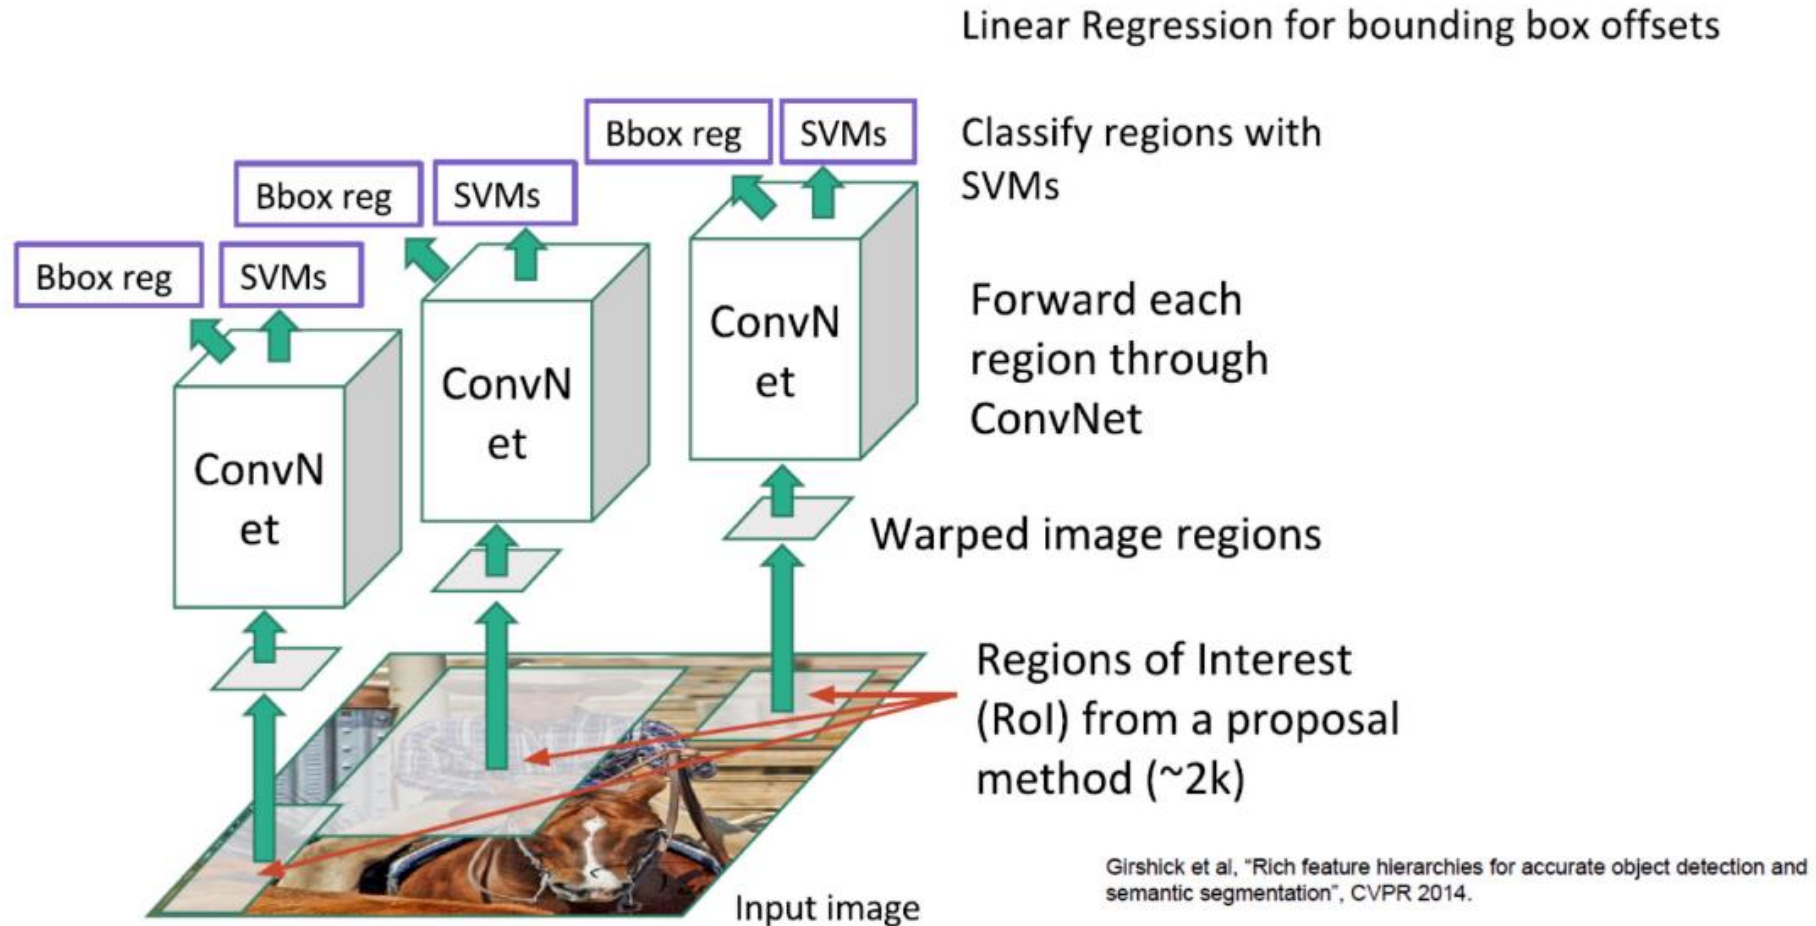 Linear Regression for bounding box offsets
Bbox reg
SVMs
Classify regions with
SVMs
Bbox reg
SVMs
Bbox reg
SVMs
ConvN
et
ConvN
et
ConvN
et
Forward each
region through
ConvNet
Warped image regions
Regions of Interest
(RoI) from a proposal
method (~2k)
Input image
Girshick et al, "Rich feature hierarchies for accurate object detection and
semantic segmentation", CVPR 2014.